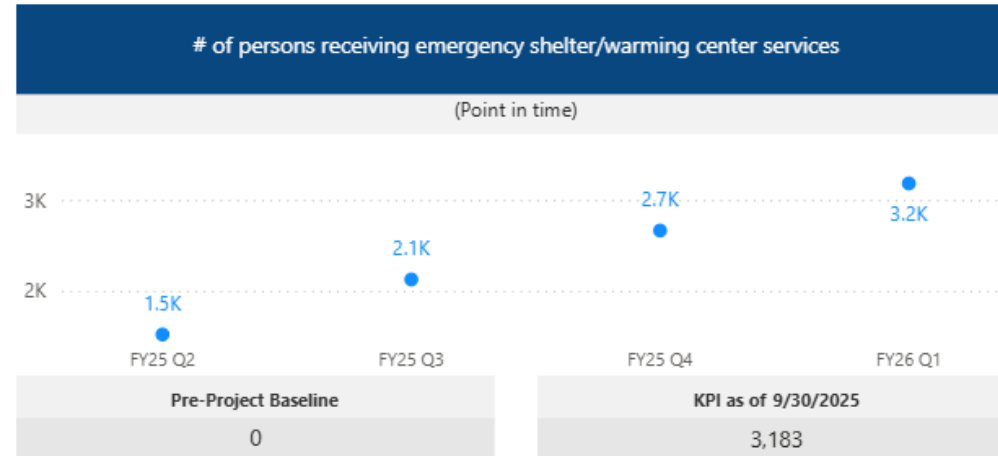 # of persons receiving emergency shelter/warming center services
(Point in time)
3K
2K
1.5K
2.1K
2.7K
3.2K
FY25 Q2
FY25 Q3
FY25 Q4
FY26 Q1
Pre-Project Baseline
0
KPI as of 9/30/2025
3,183